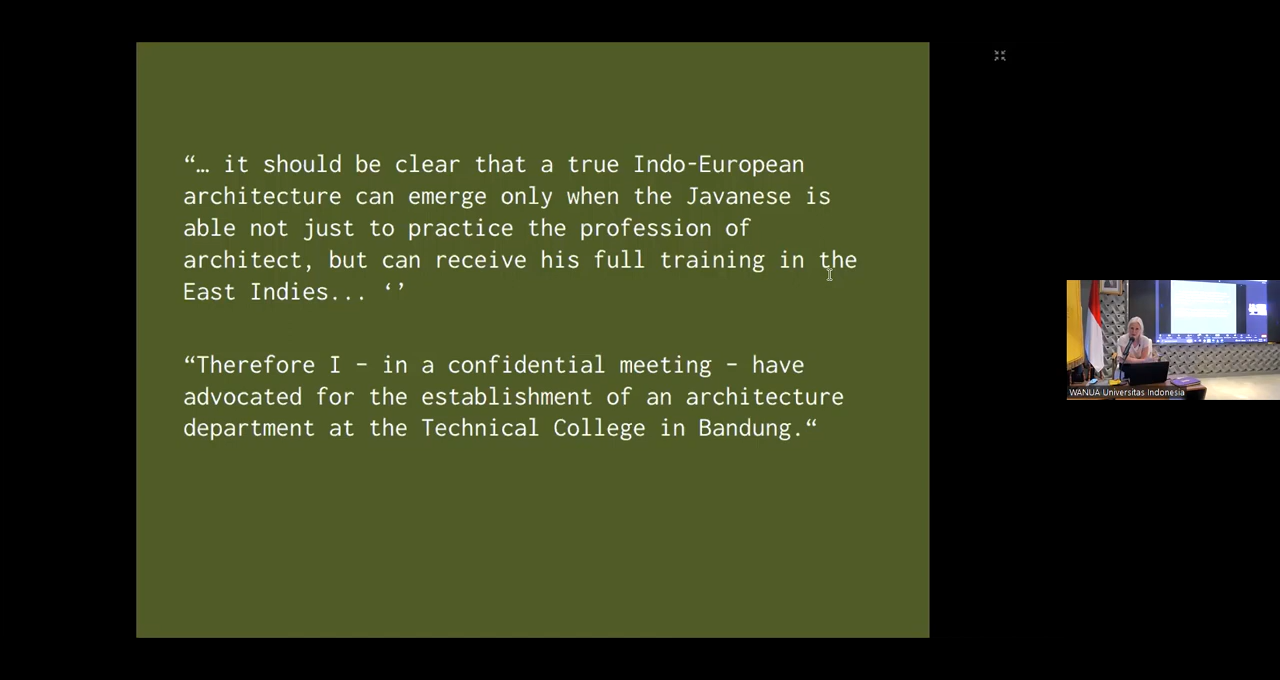 “… it should be clear that a true Indo-European
architecture can emerge only when the Javanese is
able not just to practice the profession of
architect, but can receive his full training in the
East Indies... ‘’
“Therefore I – in a confidential meeting – have
advocated for the establishment of an architecture
department at the Technical College in Bandung.“
WANUA Universitas Indonesia